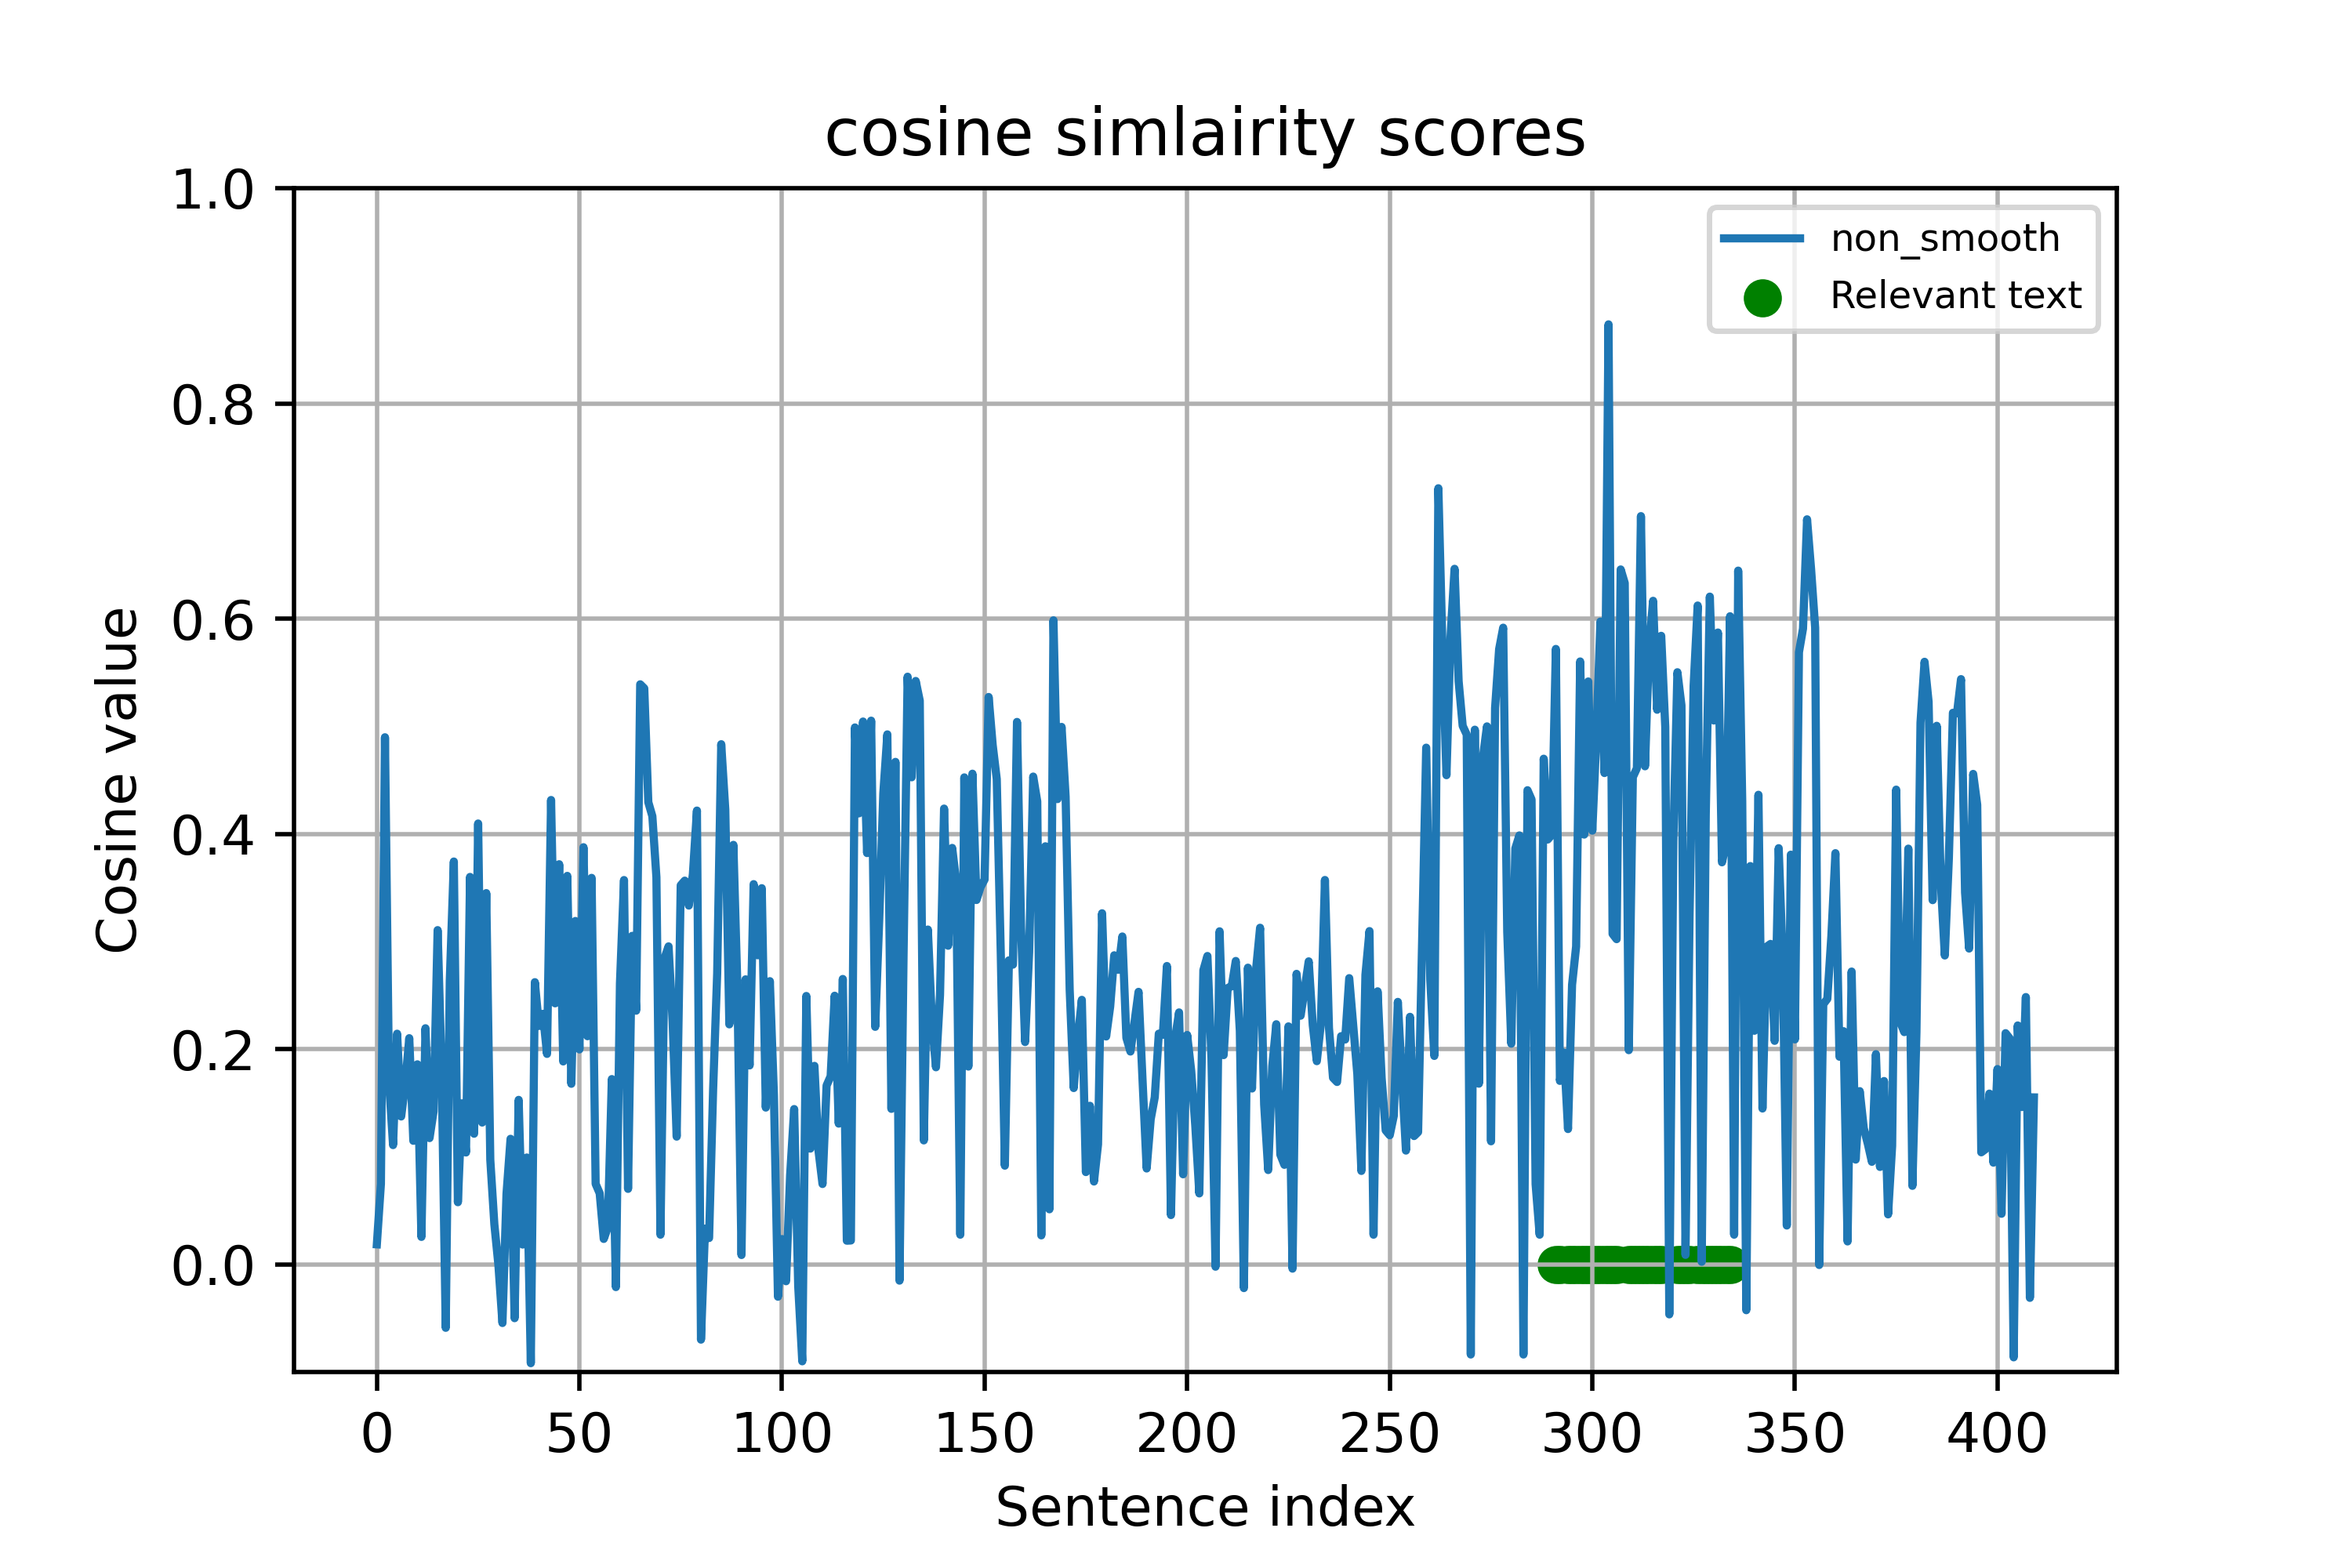 cosine simlairity scores
1.0
0.8
0.6
0.4
0.2
0.0
Cosine value
non_smooth
Relevant text
0 50 100 150 200 250 300 350 400
Sentence index